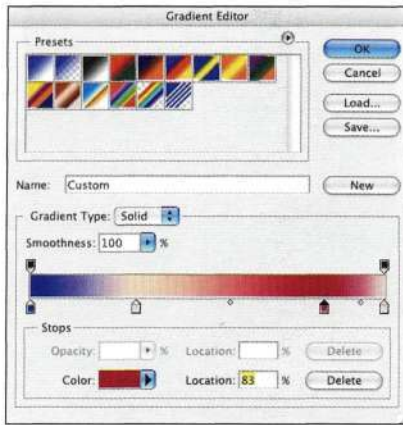 Gradient Editor
Presets
OK
Cancel
Load...
Save...
Name: Custom
New
Gradient Type: Solid
Smoothness: 100 %
Stops
Opacity: % Location: % Delete
Color: Location: 83 % Delete